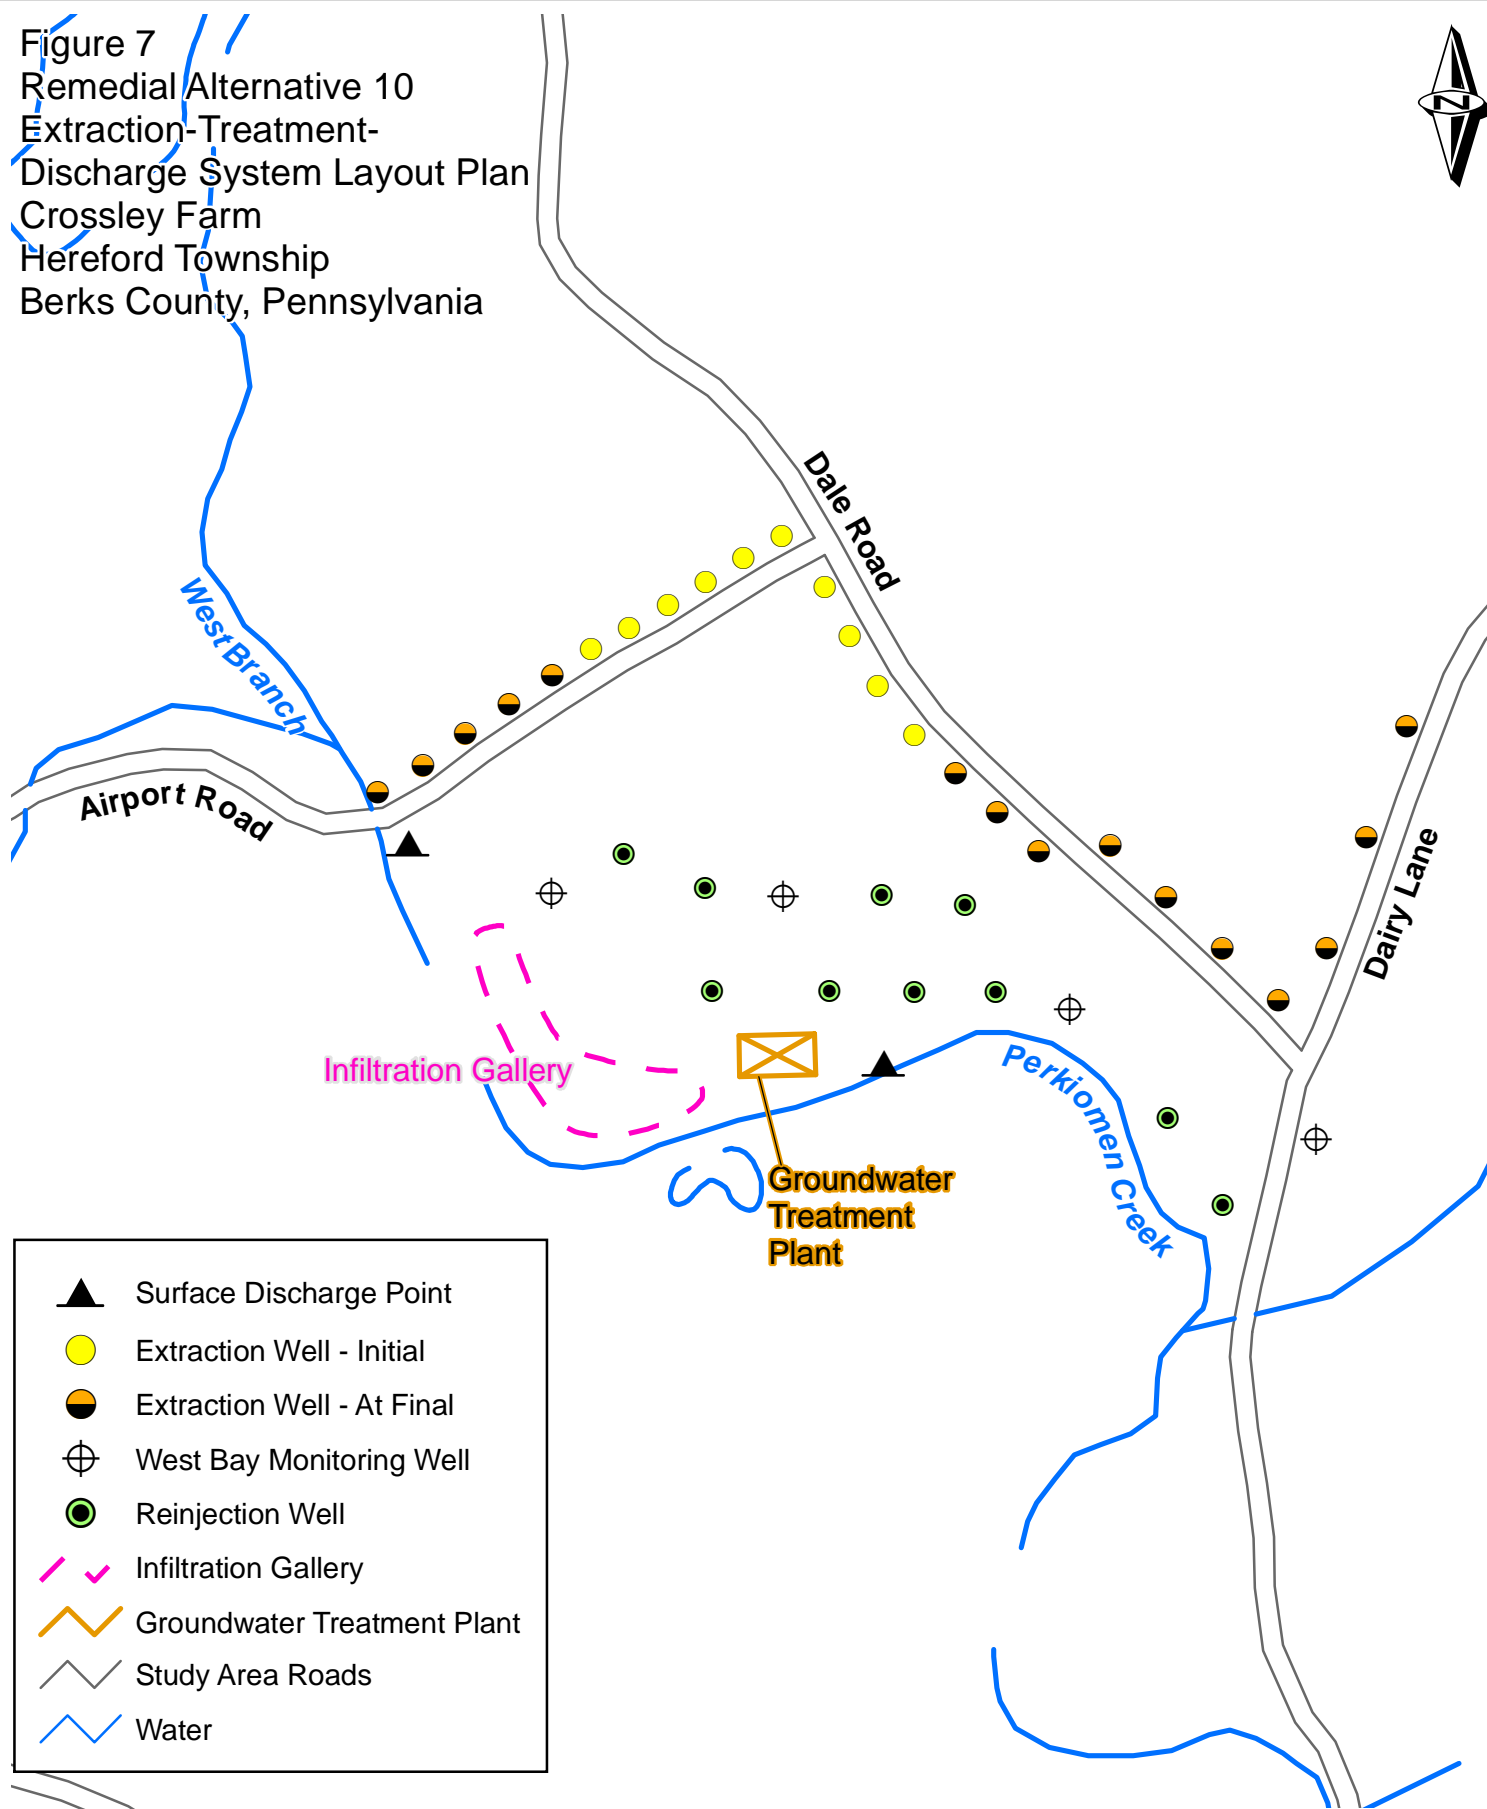 Figure 7
Remedial Alternative 10
Extraction-Treatment-
Discharge System Layout Plan
Crossley Farm
Hereford Township
Berks County, Pennsylvania
N
Dale Road
West Branch
Airport Road
Dairy Lane
Infiltration Gallery
Perkiomen Creek
Groundwater
Treatment
Plant
Surface Discharge Point
Extraction Well - Initial
Extraction Well - At Final
West Bay Monitoring Well
Reinjection Well
Infiltration Gallery
Groundwater Treatment Plant
Study Area Roads
Water